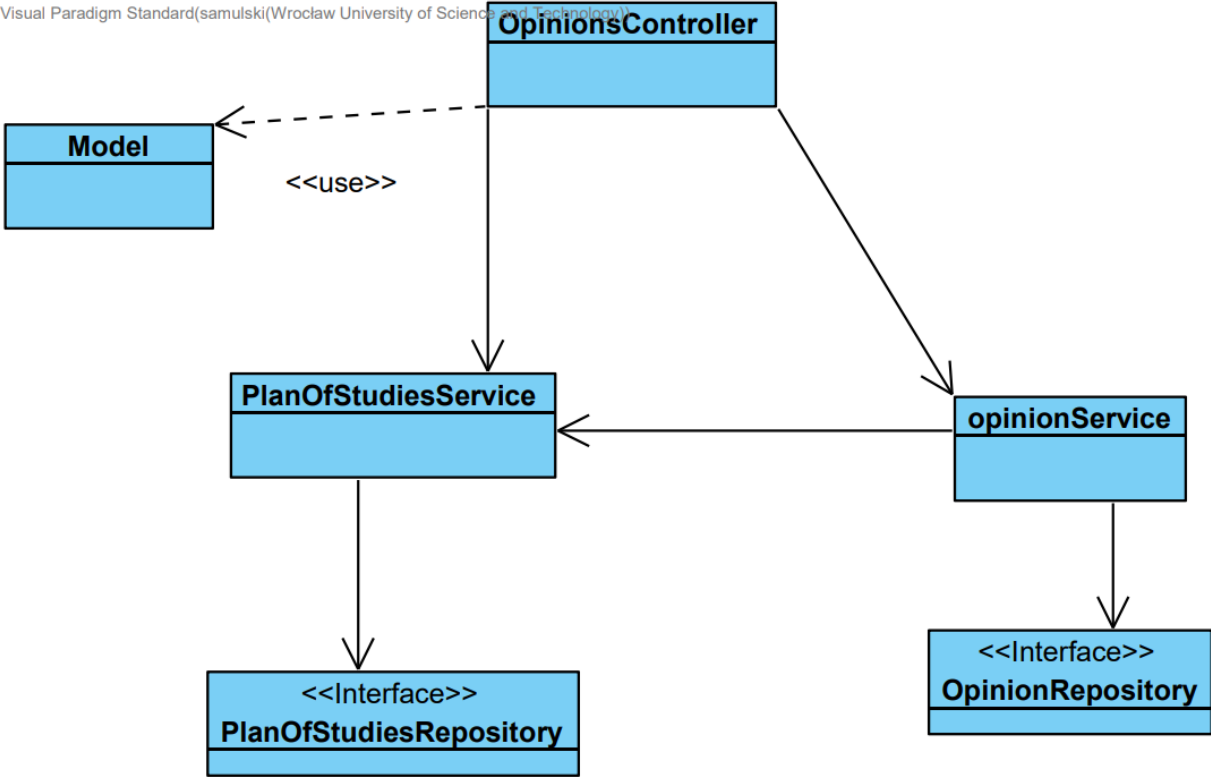 Visual Paradigm Standard(samulski(Wrocław University of Science and Technology))
OpinionsController
Model
<<use>>
PlanOfStudiesService
opinionService
<<Interface>>
OpinionRepository
<<Interface>>
PlanOfStudiesRepository